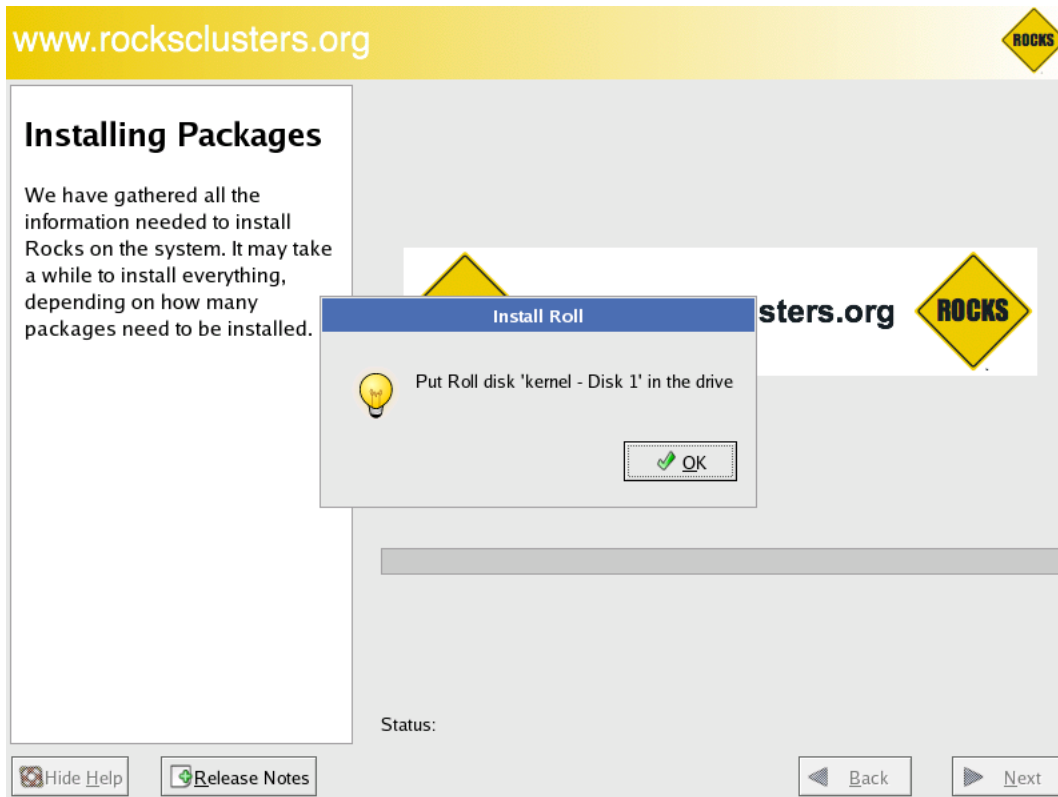 www.rocksclusters.org
ROCKS
Installing Packages
We have gathered all the
information needed to install
Rocks on the system. It may take
a while to install everything,
depending on how many
packages need to be installed.
sters.org
ROCKS
Install Roll
Put Roll disk 'kernel - Disk 1' in the drive
OK
Status:
Hide Help
Release Notes
Back
Next